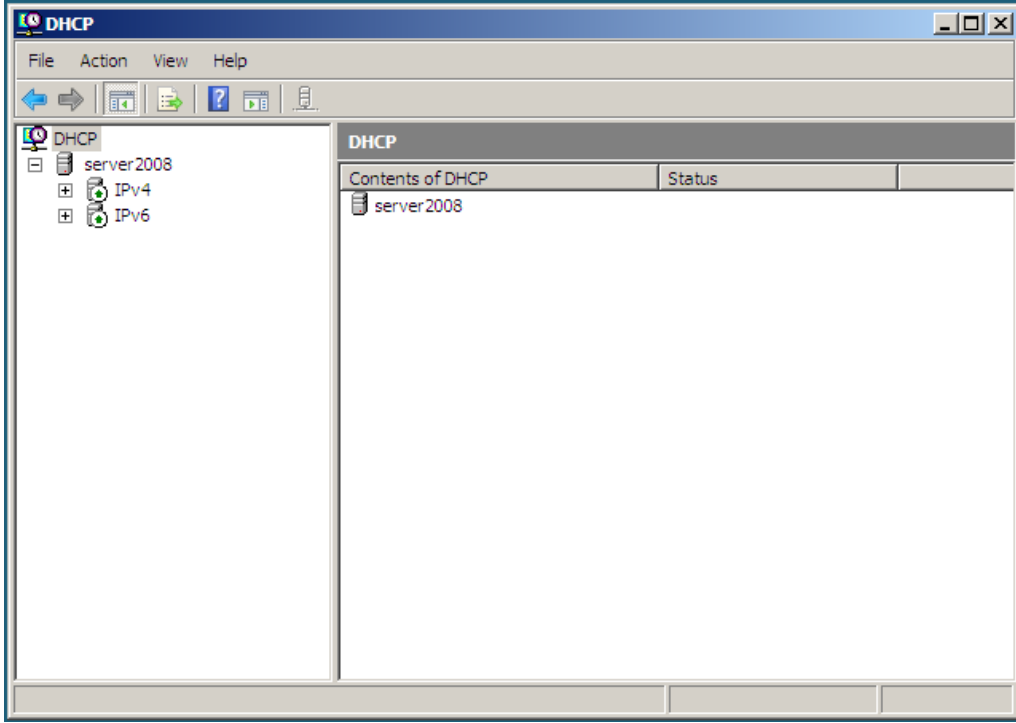 DHCP
File Action View Help
DHCP
server2008
IPv4
IPv6
DHCP
Contents of DHCP Status
server2008